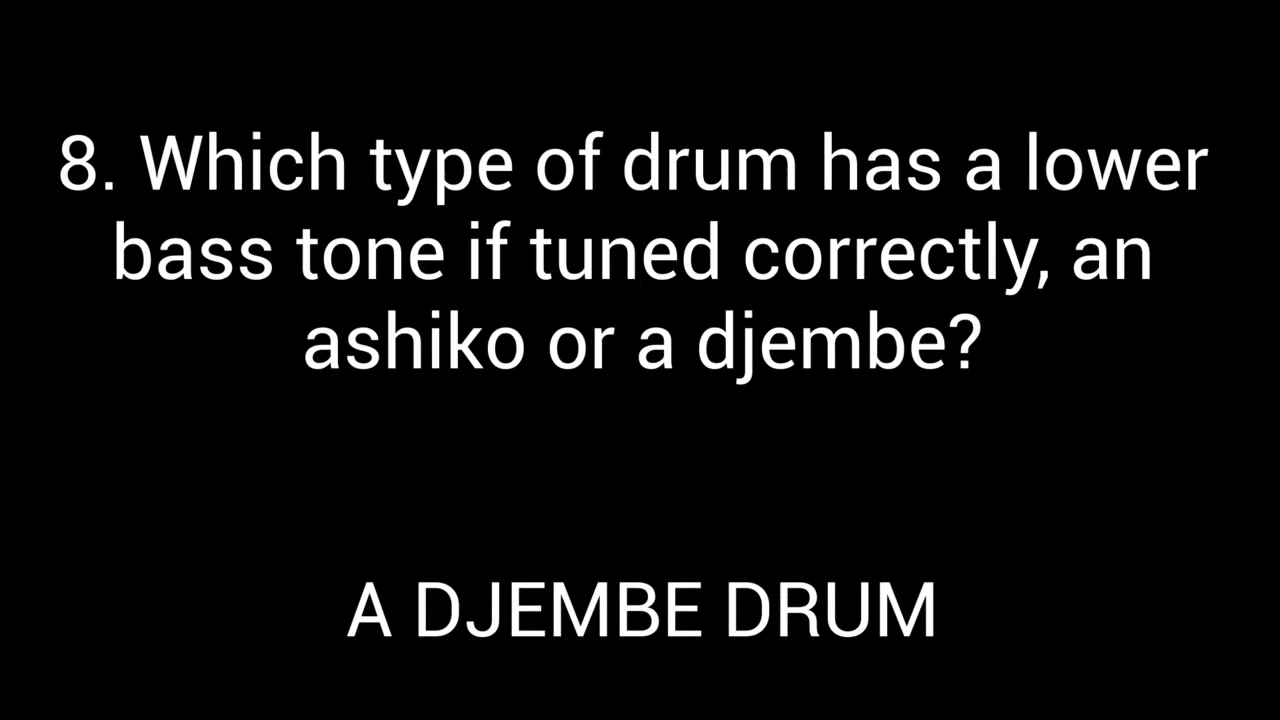 8. Which type of drum has a lower
bass tone if tuned correctly, an
ashiko or a djembe?
A DJEMBE DRUM